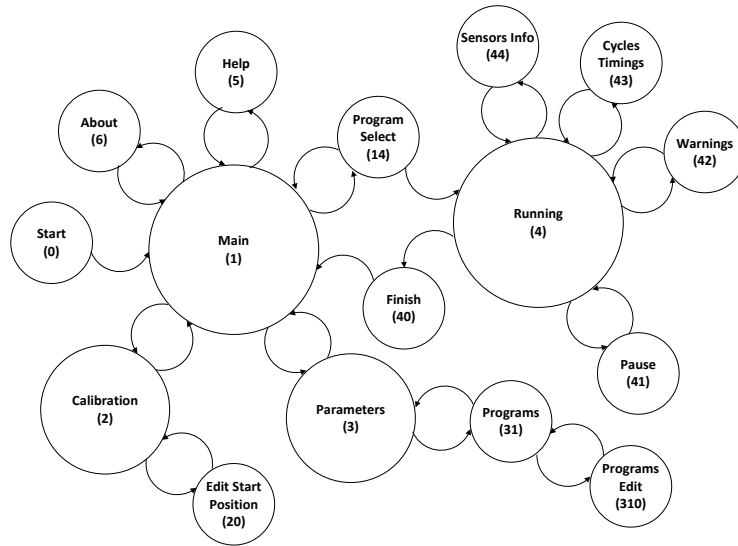 Sensors Info
(44)
Cycles
Timings
(43)
Help
(5)
About
(6)
Program
Select
(14)
Warnings
(42)
Start
(0)
Main
(1)
Running
(4)
Finish
(40)
Pause
(41)
Calibration
(2)
Parameters
(3)
Programs
(31)
Edit Start
Position
(20)
Programs
Edit
(310)